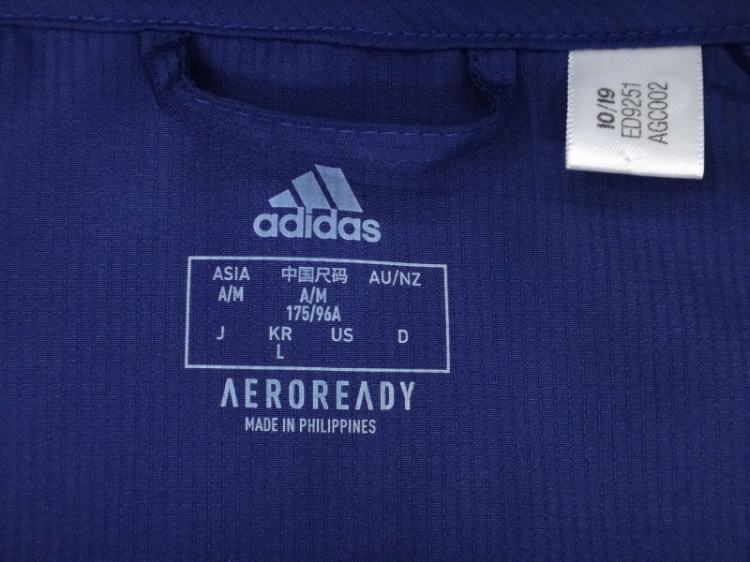 10/19
ED9251
AGC002
adidas
ASIA 中国尺码 AU/NZ
A/M A/M
175/96A
J KR US D
L
AEROREADY
MADE IN PHILIPPINES